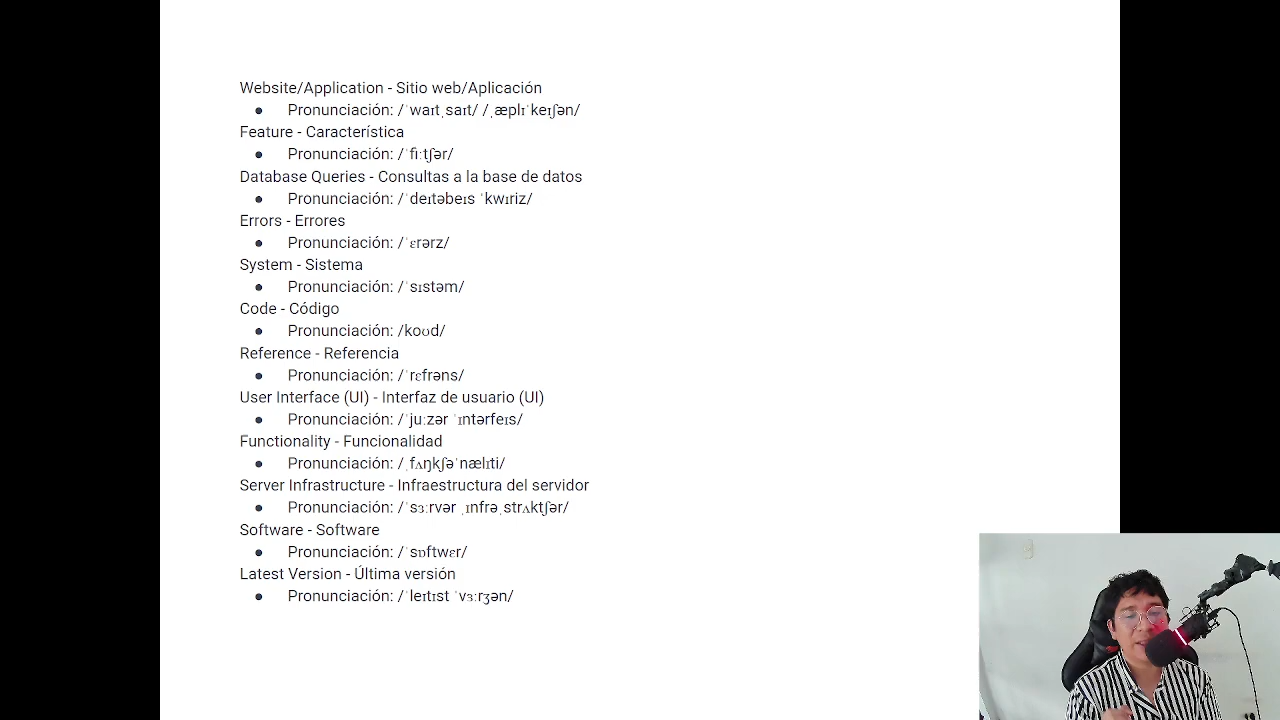 Website/Application - Sitio web/Aplicación
● Pronunciación: /ˈwaɪtˌsaɪt/ /ˌæplɪˈkeɪʃən/
Feature - Característica
● Pronunciación: /ˈfiːtʃər/
Database Queries - Consultas a la base de datos
● Pronunciación: /ˈdeɪtəbeɪs ˈkwɪriz/
Errors - Errores
● Pronunciación: /ˈɛrərz/
System - Sistema
● Pronunciación: /ˈsɪstəm/
Code - Código
● Pronunciación: /koʊd/
Reference - Referencia
● Pronunciación: /ˈrɛfrəns/
User Interface (UI) - Interfaz de usuario (UI)
● Pronunciación: /ˈjuːzər ˈɪntərfeɪs/
Functionality - Funcionalidad
● Pronunciación: /ˌfʌŋkʃəˈnælɪti/
Server Infrastructure - Infraestructura del servidor
● Pronunciación: /ˈsɜːrvər ˌɪnfrəˌstrʌktʃər/
Software - Software
● Pronunciación: /ˈsɒftwɛr/
Latest Version - Última versión
● Pronunciación: /ˈleɪtɪst ˈvɜːrʒən/